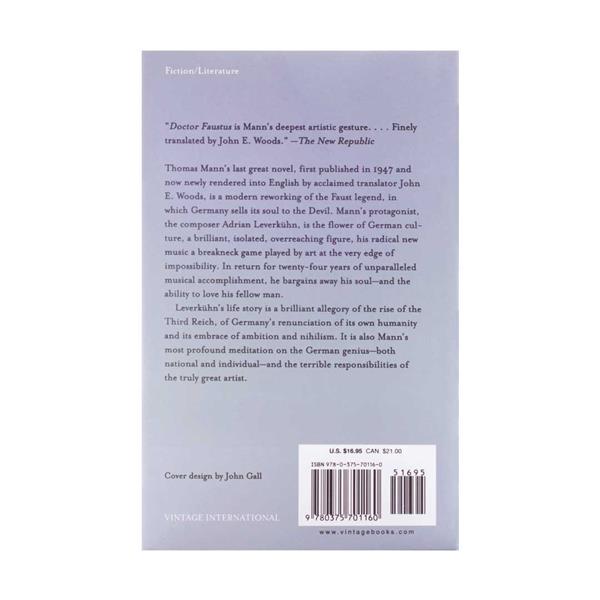 Fiction/Literature
"Doctor Faustus is Mann's deepest artistic gesture. . . . Finely
translated by John E. Woods." —The New Republic
Thomas Mann's last great novel, first published in 1947 and
now newly rendered into English by acclaimed translator John
E. Woods, is a modern reworking of the Faust legend, in
which Germany sells its soul to the Devil. Mann's protagonist,
the composer Adrian Leverkühn, is the flower of German cul-
ture, a brilliant, isolated, overreaching figure, his radical new
music a breakneck game played by art at the very edge of
impossibility. In return for twenty-four years of unparalleled
musical accomplishment, he bargains away his soul—and the
ability to love his fellow man.
Leverkühn's life story is a brilliant allegory of the rise of the
Third Reich, of Germany's renunciation of its own humanity
and its embrace of ambition and nihilism. It is also Mann's
most profound meditation on the German genius—both
national and individual—and the terrible responsibilities of
the truly great artist.
U.S. $16.95 CAN $21.00
ISBN 978-0-375-70116-0
51695
9 780375 701160
www.vintagebooks.com
Cover design by John Gall
VINTAGE INTERNATIONAL